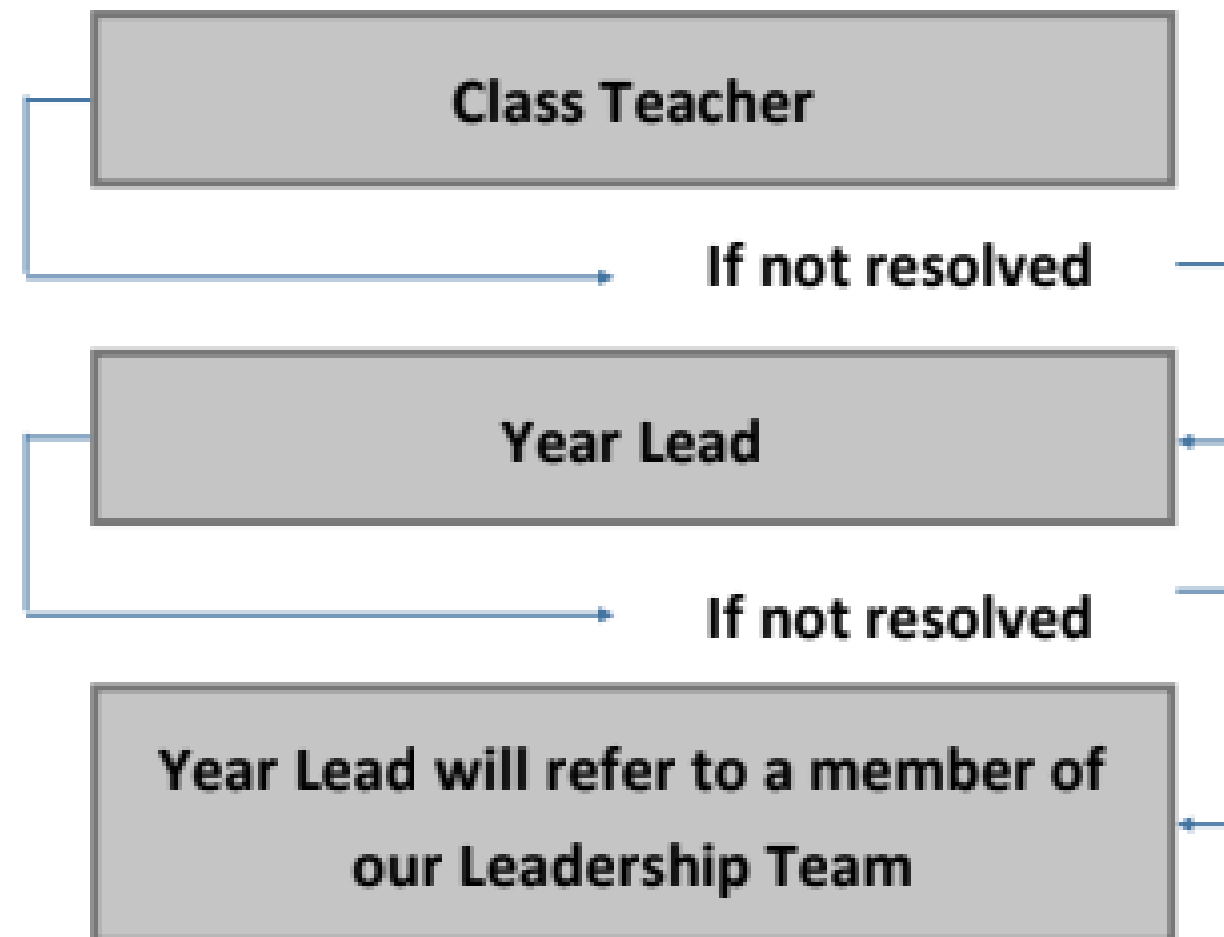 Class Teacher
If not resolved
Year Lead
If not resolved
Year Lead will refer to a member of
our Leadership Team